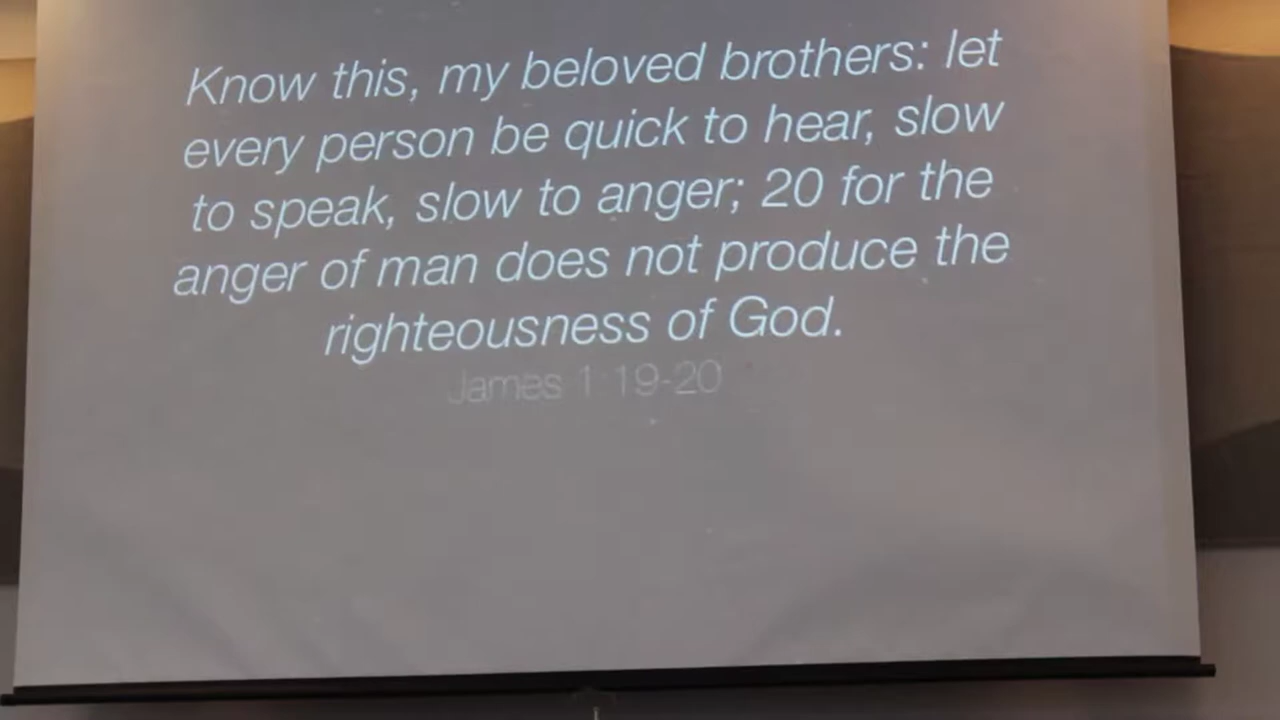 Know this, my beloved brothers: let
every person be quick to hear, slow
to speak, slow to anger; 20 for the
anger of man does not produce the
righteousness of God.
James 1:19-20